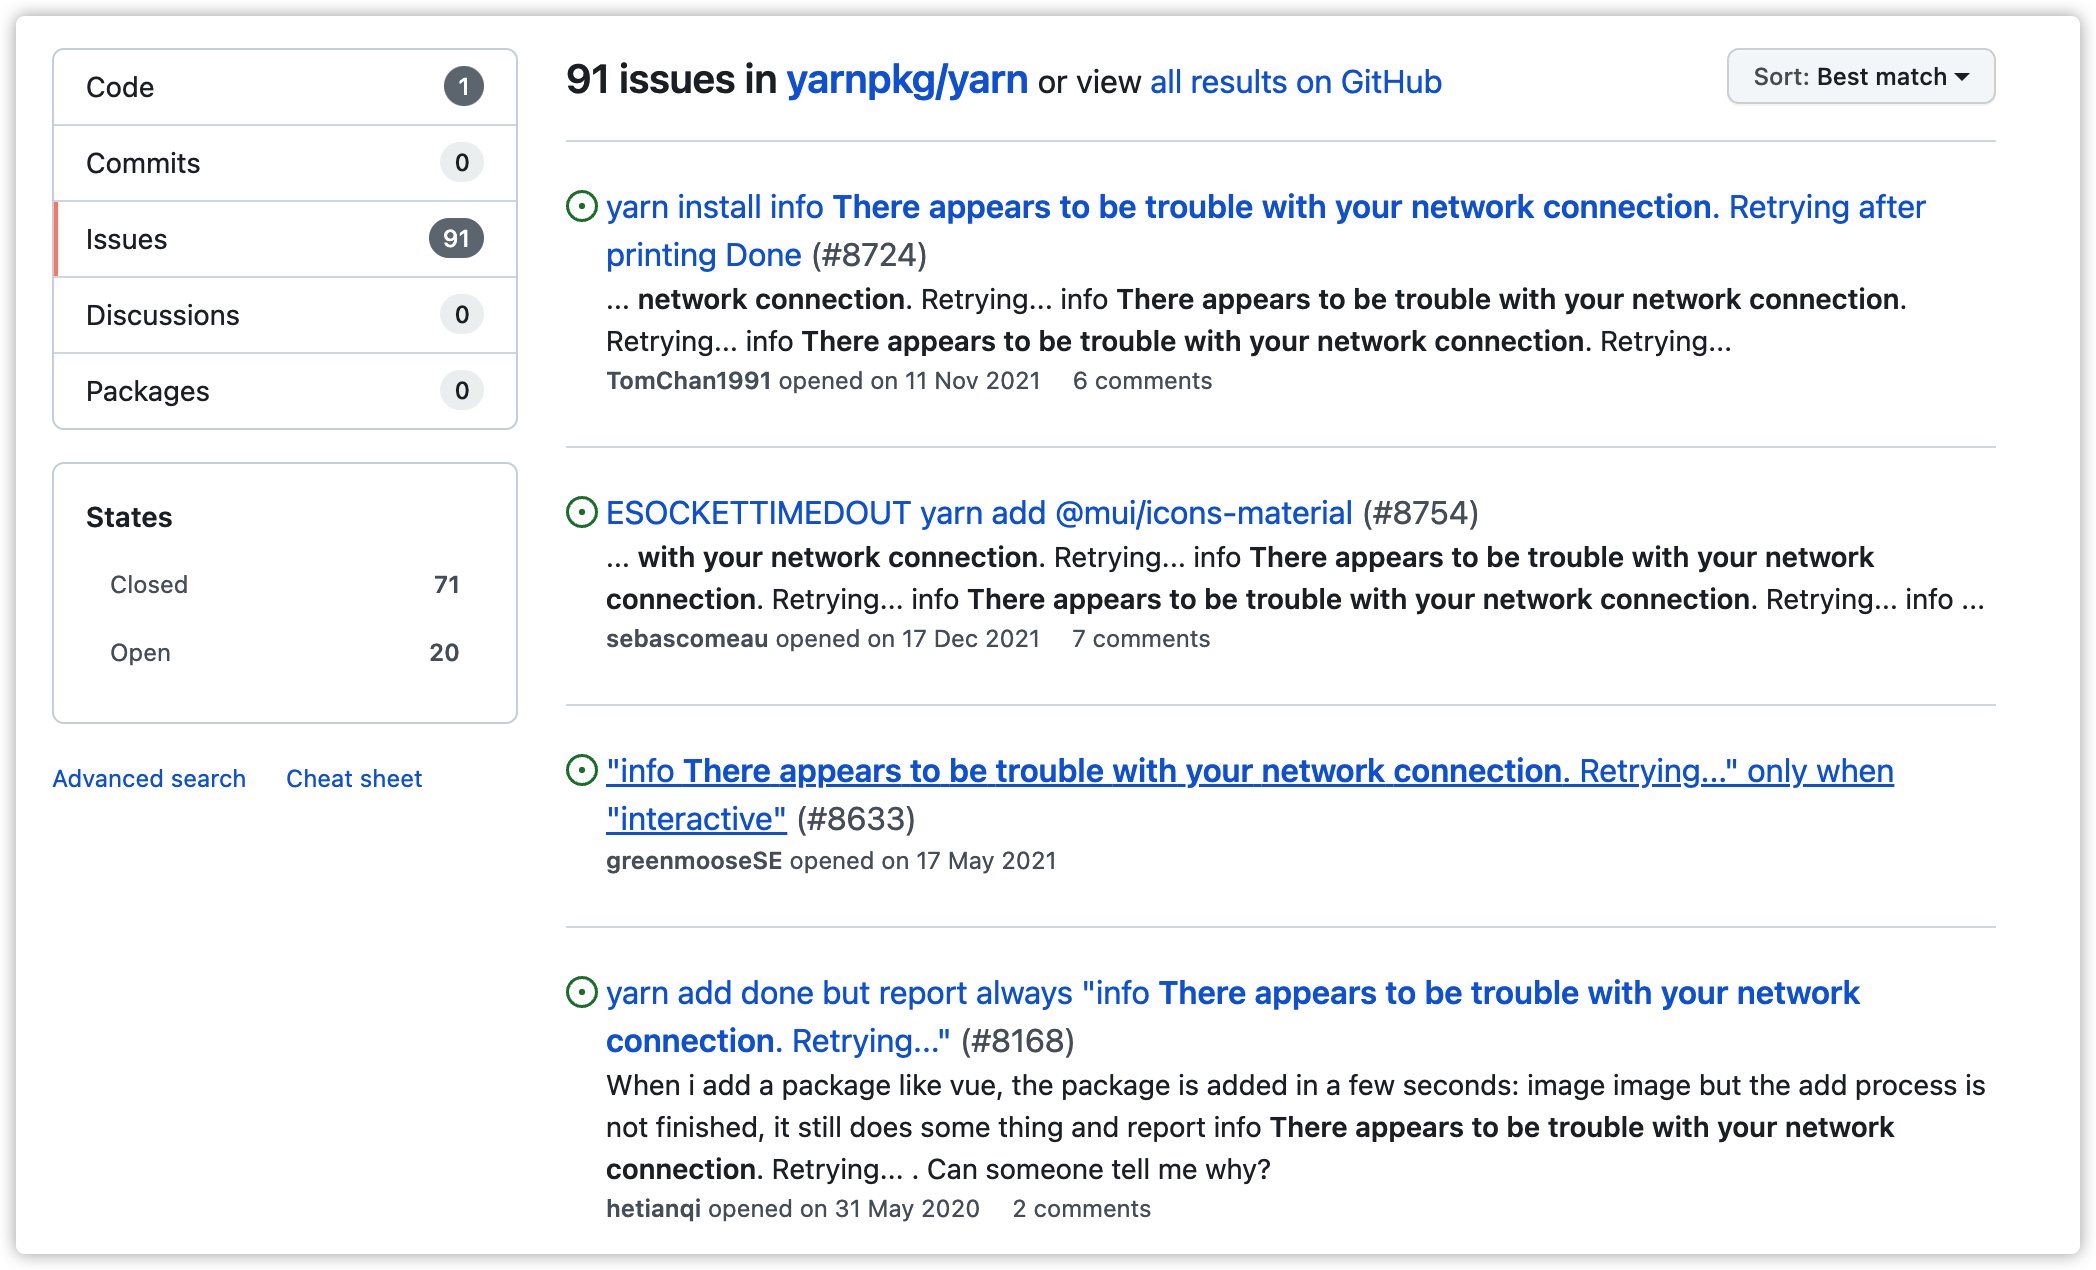 Code 1
Commits 0
Issues 91
Discussions 0
Packages 0
States
Closed 71
Open 20
Advanced search Cheat sheet
91 issues in yarnpkg/yarn or view all results on GitHub
Sort: Best match
yarn install info There appears to be trouble with your network connection. Retrying after
printing Done (#8724)
... network connection. Retrying... info There appears to be trouble with your network connection.
Retrying... info There appears to be trouble with your network connection. Retrying...
TomChan1991 opened on 11 Nov 2021 6 comments
ESOCKETTIMEDOUT yarn add @mui/icons-material (#8754)
... with your network connection. Retrying... info There appears to be trouble with your network
connection. Retrying... info There appears to be trouble with your network connection. Retrying... info ...
sebascomeau opened on 17 Dec 2021 7 comments
"info There appears to be trouble with your network connection. Retrying..." only when
"interactive" (#8633)
greenmooseSE opened on 17 May 2021
yarn add done but report always "info There appears to be trouble with your network
connection. Retrying..." (#8168)
When i add a package like vue, the package is added in a few seconds: image image but the add process is
not finished, it still does some thing and report info There appears to be trouble with your network
connection. Retrying... . Can someone tell me why?
hetianqi opened on 31 May 2020 2 comments